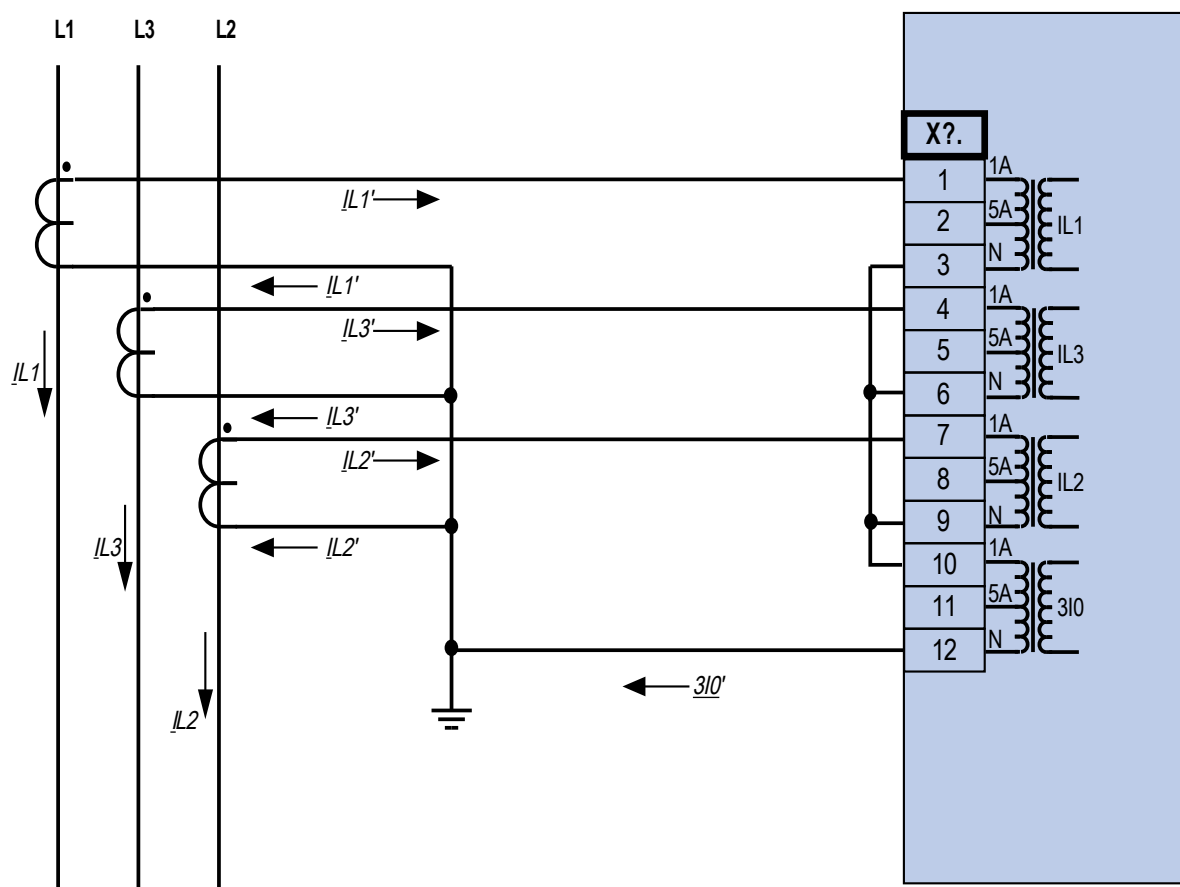 L1 L3 L2
X?.
1 1A
IL1' 2 5A IL1
3 N
IL1' 4 1A
IL3' 5 5A IL3
IL1 6 N
IL3' 7 1A
IL2' 8 5A IL2
9 N
IL3 IL2' 10 1A
11 5A 3I0
12 N
3I0'
IL2